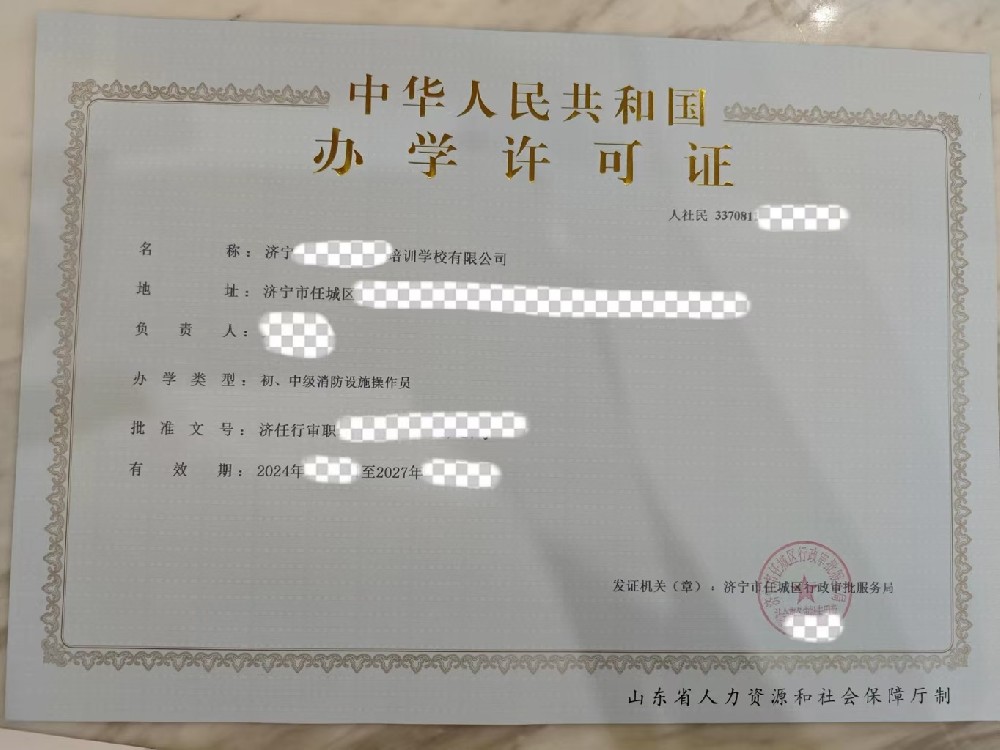 中华人民共和国
办学许可证
人社民 337081
名称：济宁 培训学校有限公司
地址：济宁市任城区
负责人：
办学类型：初、中级消防设施操作员
批准文号：济任行审职
有效期：2024年 至2027年
发证机关（章）：济宁市任城区行政审批服务局
山东省人力资源和社会保障厅制